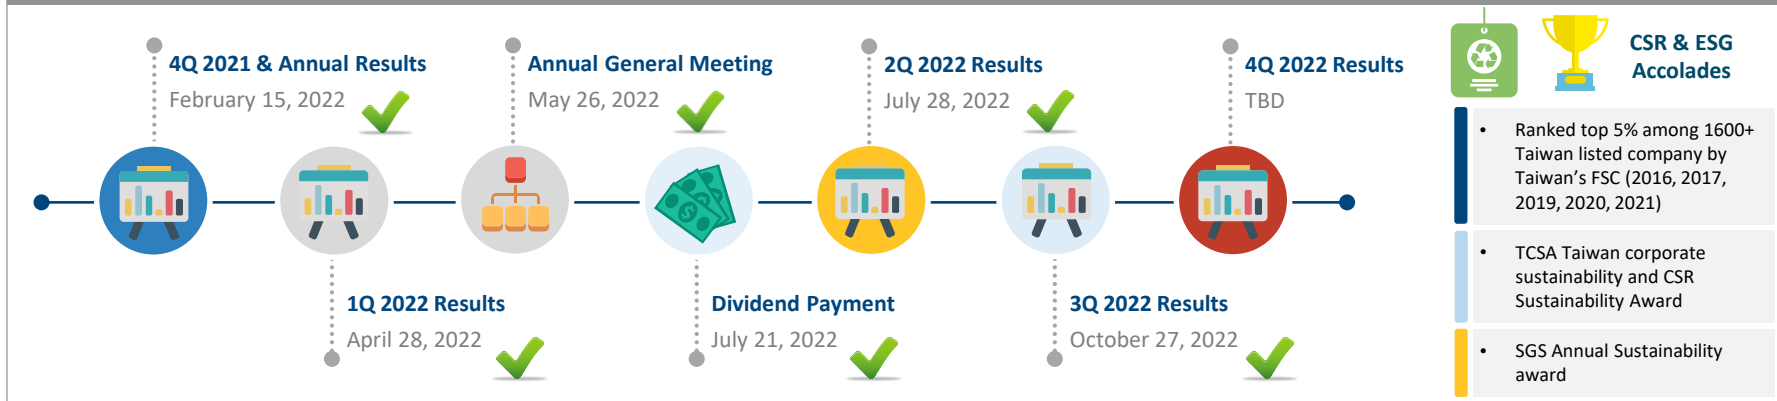 4Q 2021 & Annual Results
February 15, 2022
1Q 2022 Results
April 28, 2022
Annual General Meeting
May 26, 2022
Dividend Payment
July 21, 2022
2Q 2022 Results
July 28, 2022
3Q 2022 Results
October 27, 2022
4Q 2022 Results
TBD
CSR & ESG
Accolades
• Ranked top 5% among 1600+
Taiwan listed company by
Taiwan's FSC (2016, 2017,
2019, 2020, 2021)
• TCSA Taiwan corporate
sustainability and CSR
Sustainability Award
• SGS Annual Sustainability
award